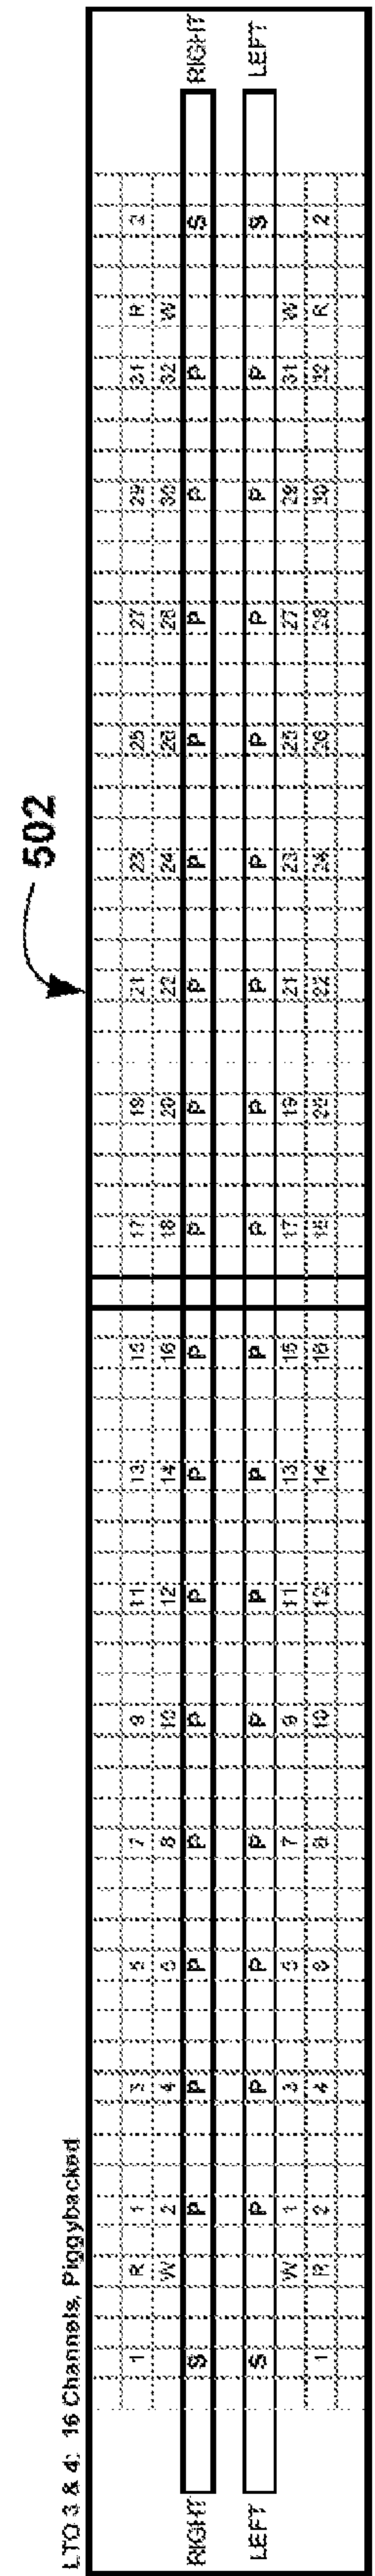 502
LTO 3 & 4: 16 Channels, Piggybacked
1 R 1 3 5 7 9 11 13 15 17 19 21 23 25 27 29 31 R 2
W 2 4 6 8 10 12 14 16 18 20 22 24 26 28 30 32 W
RIGHT S P P P P P P P P P P P P P P P P S RIGHT
LEFT S P P P P P P P P P P P P P P P P S LEFT
W 1 3 5 7 9 11 13 15 17 19 21 23 25 27 29 31 W
1 R 2 4 6 8 10 12 14 16 18 20 22 24 26 28 30 32 R 2